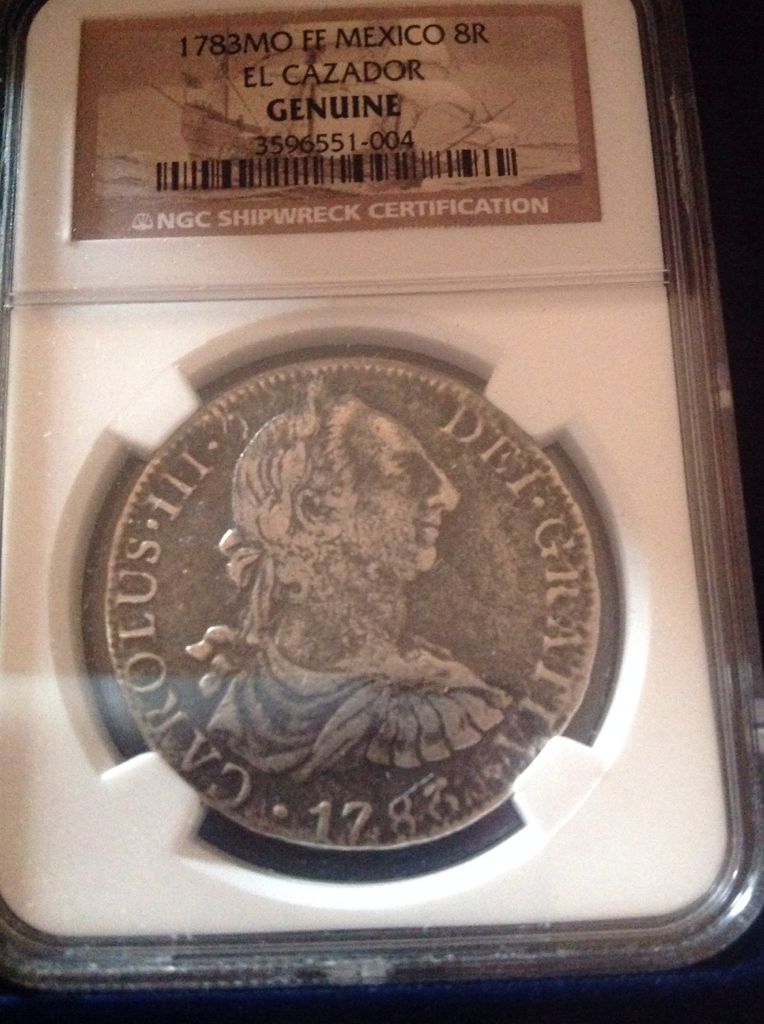 1783MO FF MEXICO 8R
EL CAZADOR
GENUINE
3596551-004
NGC SHIPWRECK CERTIFICATION
CAROLUS·III· DEI·GRATIA
·1783·